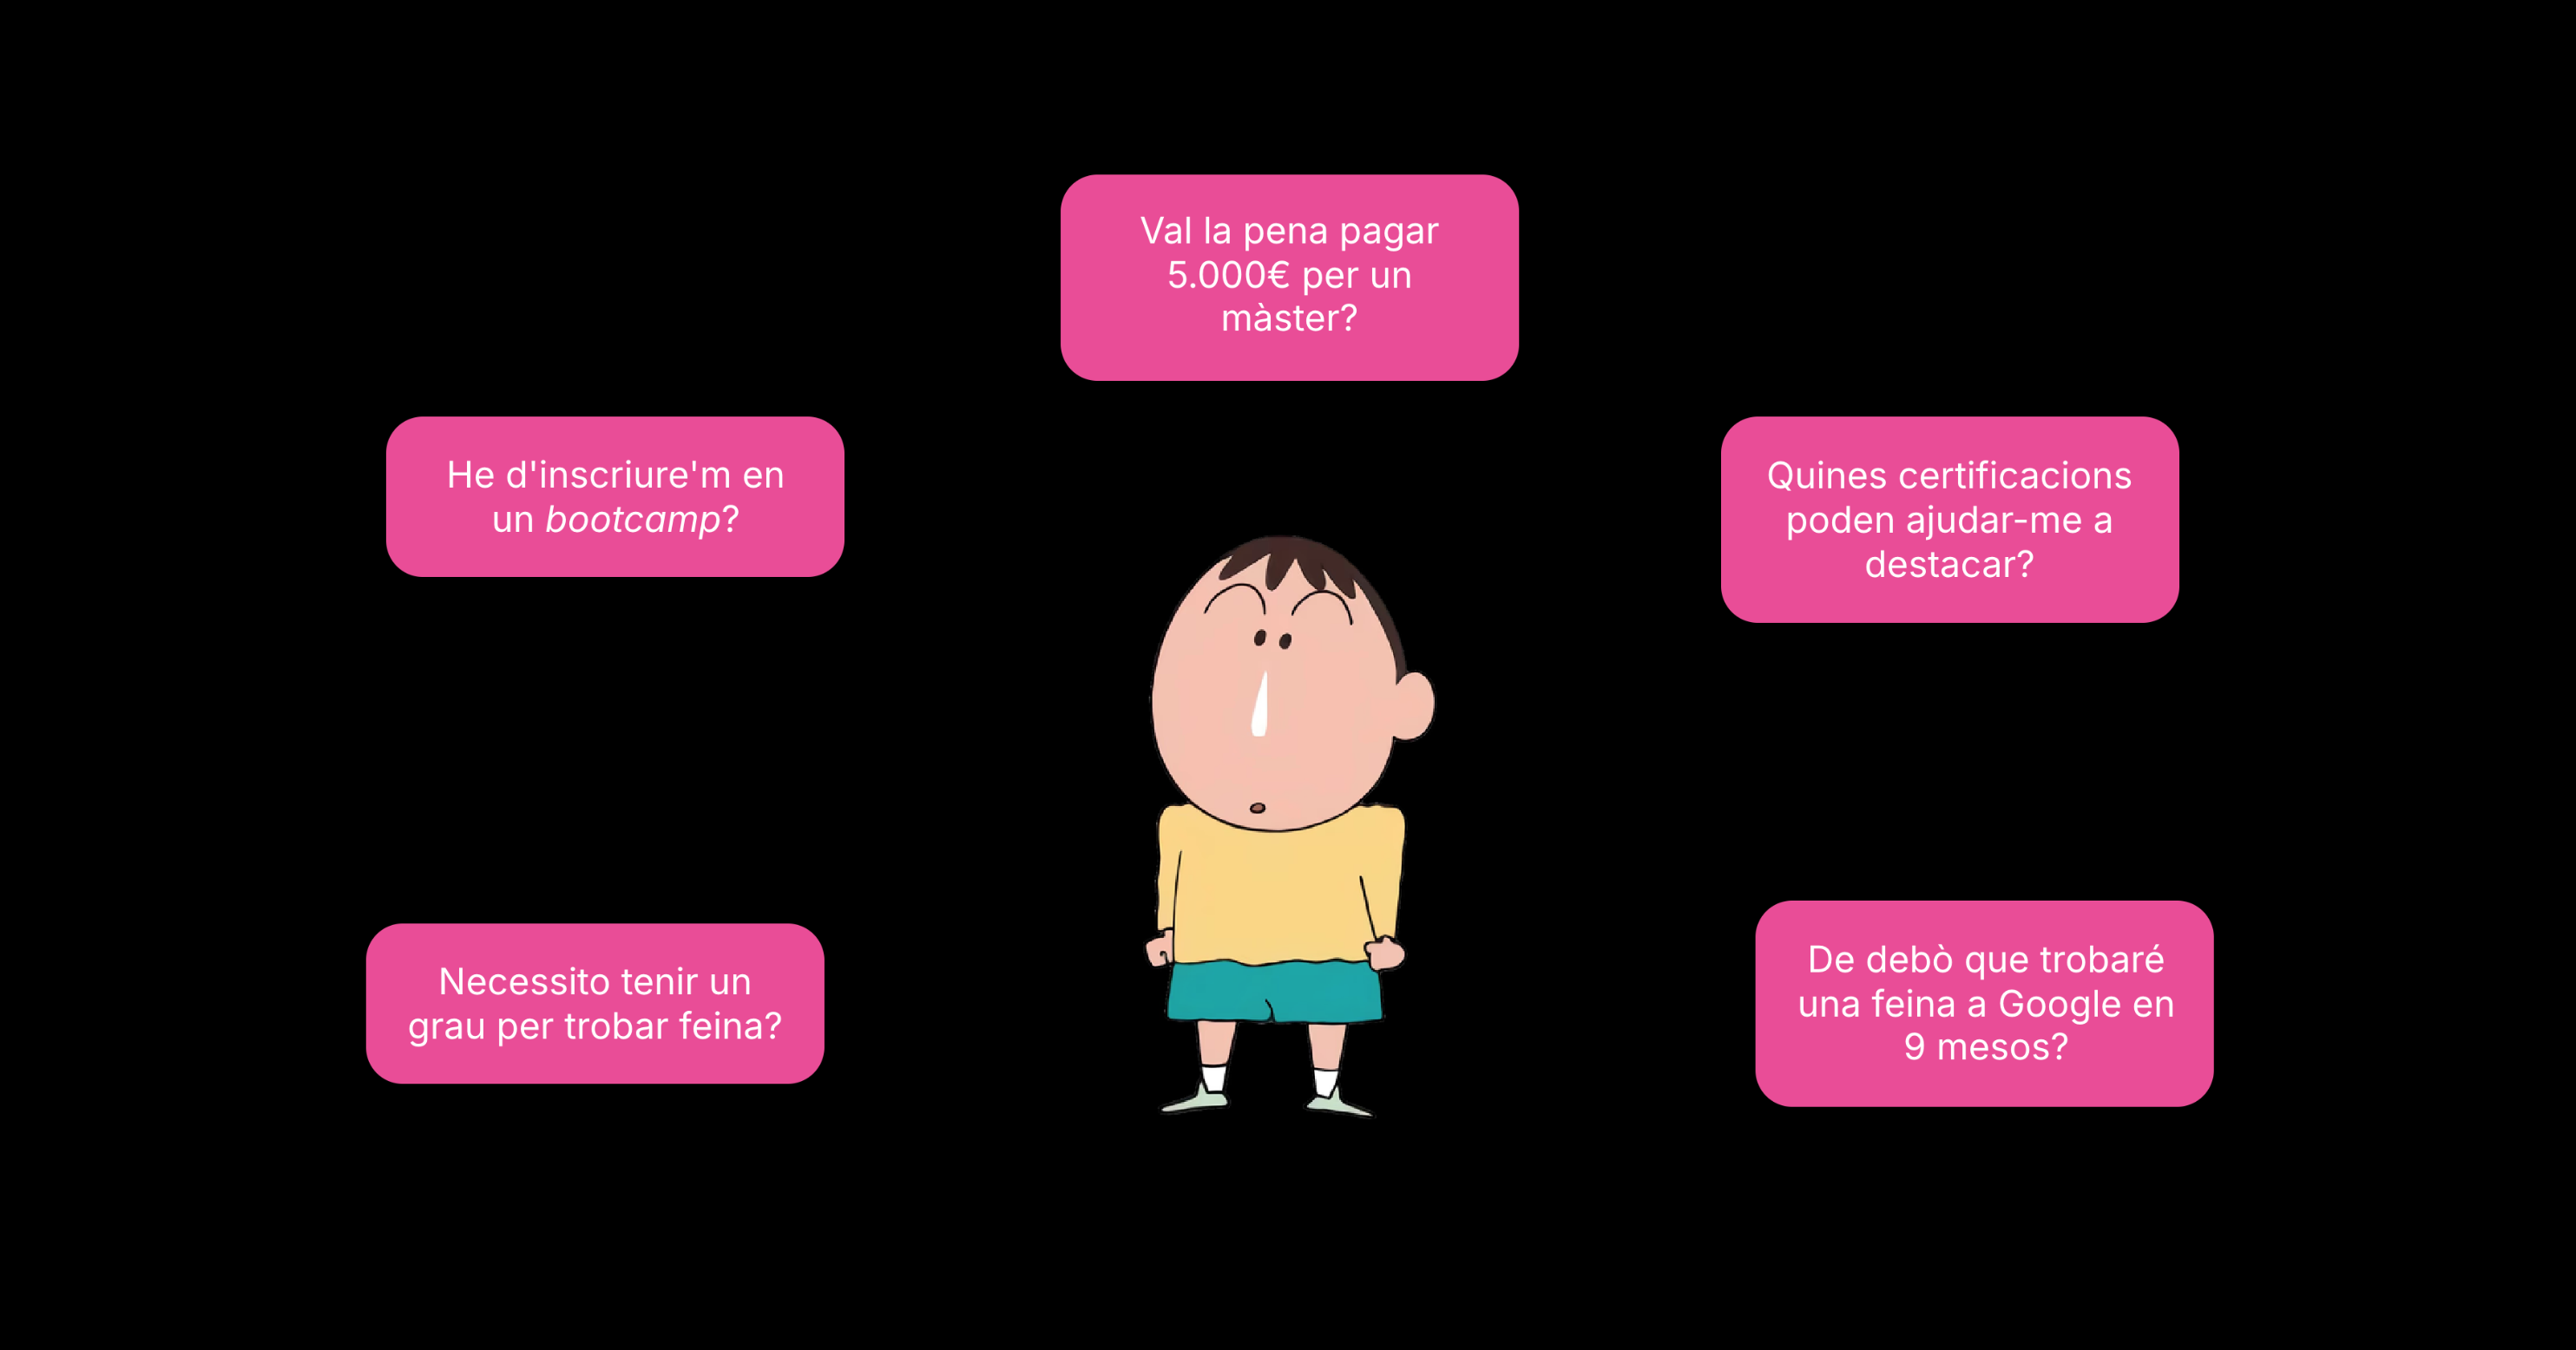 Val la pena pagar
5.000€ per un
màster?
He d'inscriure'm en
un bootcamp?
Quines certificacions
poden ajudar-me a
destacar?
Necessito tenir un
grau per trobar feina?
De debò que trobaré
una feina a Google en
9 mesos?